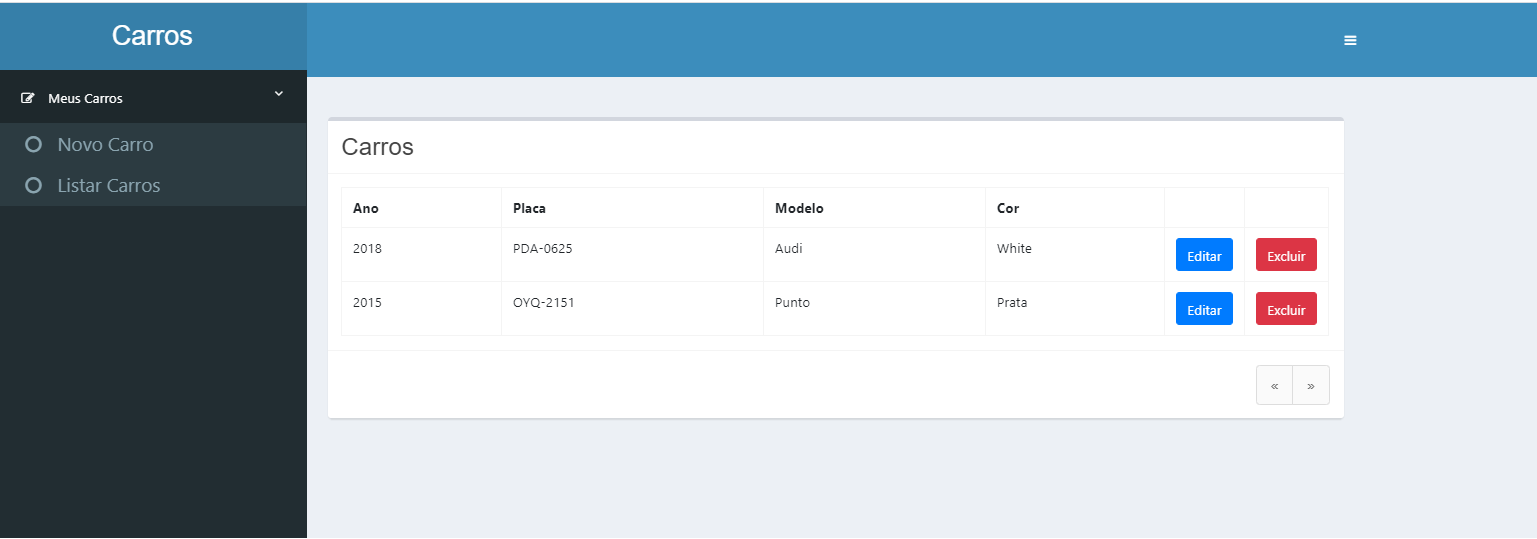 Carros
Meus Carros
Novo Carro
Listar Carros
Carros
Ano Placa Modelo Cor
2018 PDA-0625 Audi White Editar Excluir
2015 OYQ-2151 Punto Prata Editar Excluir
« »